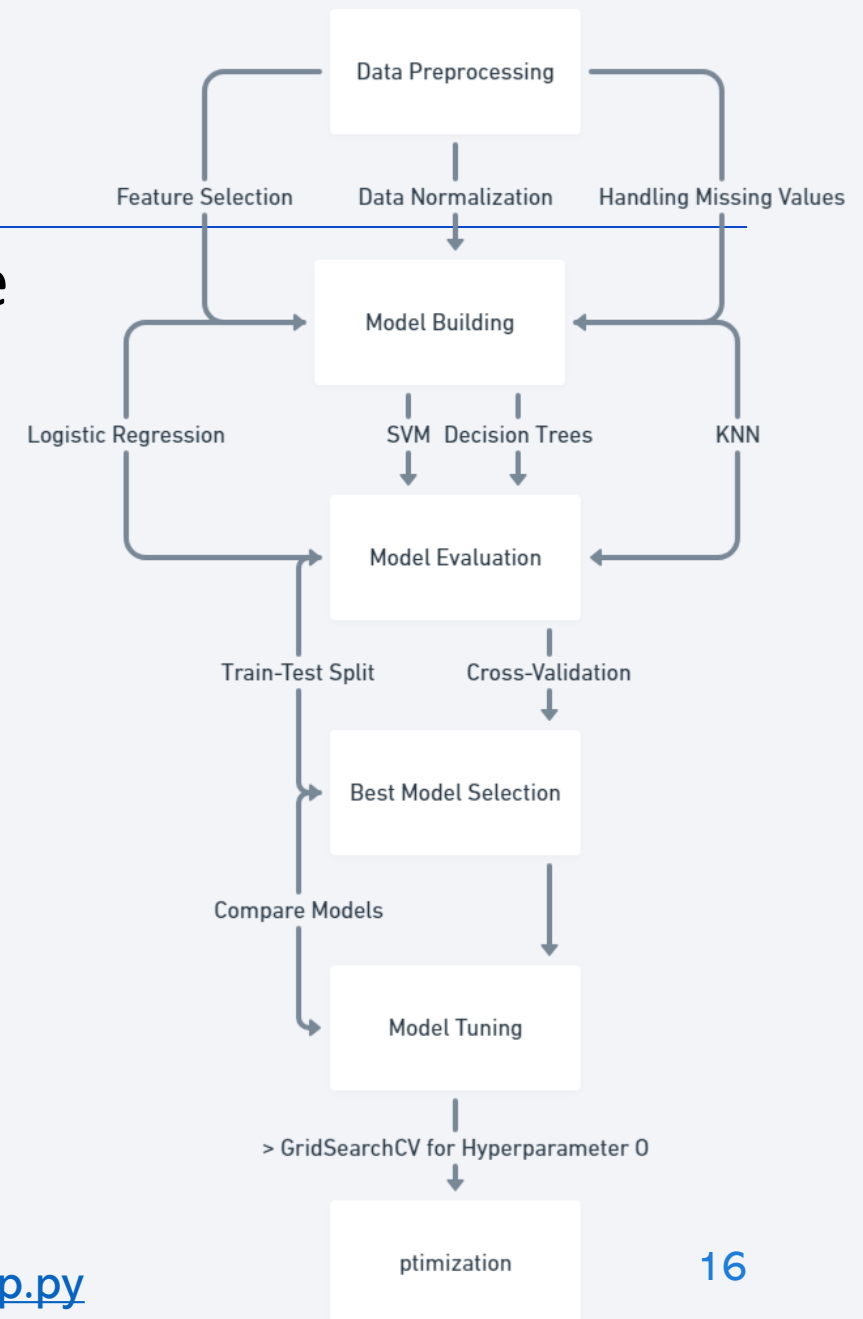 Data Preprocessing
Feature Selection
Data Normalization
Handling Missing Values
e
Model Building
Logistic Regression
SVM
Decision Trees
KNN
Model Evaluation
Train-Test Split
Cross-Validation
Best Model Selection
Compare Models
Model Tuning
> GridSearchCV for Hyperparameter O
ptimization
p.py
16